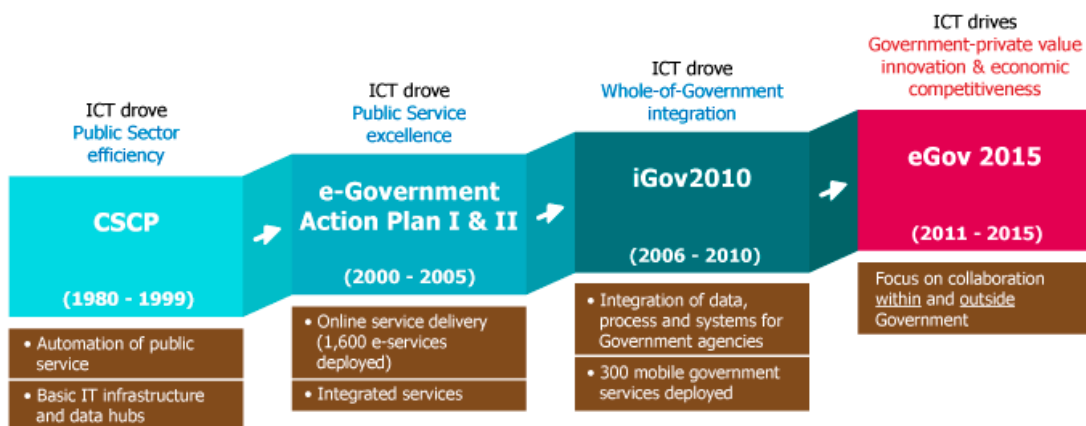 ICT drove
Public Sector
efficiency
CSCP
(1980 - 1999)
• Automation of public
service
• Basic IT infrastructure
and data hubs
ICT drove
Public Service
excellence
e-Government
Action Plan I & II
(2000 - 2005)
• Online service delivery
(1,600 e-services
deployed)
• Integrated services
ICT drove
Whole-of-Government
integration
iGov2010
(2006 - 2010)
• Integration of data,
process and systems for
Government agencies
• 300 mobile government
services deployed
ICT drives
Government-private value
innovation & economic
competitiveness
eGov 2015
(2011 - 2015)
Focus on collaboration
within and outside
Government